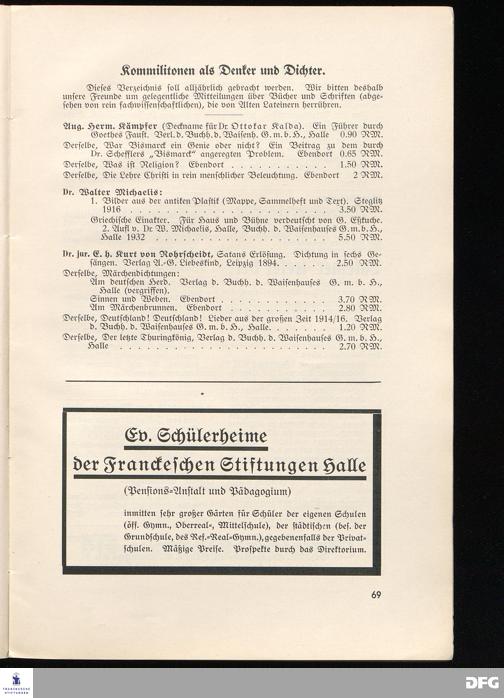 Kommilitonen als Denker und Dichter.
Dieses Verzeichnis soll alljährlich gebracht werden. Wir bitten deshalb
unsere Freunde um gelegentliche Mitteilungen über Bücher und Schriften (abge-
sehen von rein fachwissenschaftlichen), die von Alten Lateinern herrühren.
Aug. Herm. Kämpfer (Deckname für Dr. Ottokar Kalda). Ein Führer durch
Goethes Faust. Verl. d. Buchh. d. Waisenh. G. m. b. H., Halle 0.90 RM.
Derselbe, War Bismarck ein Genie oder nicht? Ein Beitrag zu dem durch
Dr. Schefflers „Bismarck“ angeregten Problem. Ebendort 0.65 RM.
Derselbe, Was ist Religion? Ebendort . . . . . . . . . . . 1.50 RM.
Derselbe, Die Lehre Christi in rein menschlicher Beleuchtung. Ebendort 2 RM.
Dr. Walter Michaelis:
1. Bilder aus der antiken Plastik (Mappe, Sammelheft und Text). Steglitz
1916 . . . . . . . . . . . . . . . . . . . . 3.50 RM.
Griechische Einakter. Für Haus und Bühne verdeutscht von G. Eskuche.
2. Aufl v. Dr. W. Michaelis, Halle, Buchh. d. Waisenhauses G. m. b. H.,
Halle 1932 . . . . . . . . . . . . . . . . . 5.50 RM.
Dr. jur. E. h. Kurt von Rohrscheidt, Satans Erlösung. Dichtung in sechs Ge-
sängen. Verlag A.-G. Liebeskind, Leipzig 1894. . . . . . 2.50 RM.
Derselbe, Märchendichtungen:
Am deutschen Herd. Verlag d. Buchh. d. Waisenhauses G. m. b. H.,
Halle (vergriffen).
Sinnen und Weben. Ebendort . . . . . . . . . . . . 3.70 RM.
Am Märchenbrunnen. Ebendort . . . . . . . . . . . 2.80 RM.
Derselbe, Deutschland! Deutschland! Lieder aus der großen Zeit 1914/16. Verlag
d. Buchh. d. Waisenhauses G. m. b. H., Halle. . . . . . . 1.20 RM.
Derselbe, Der letzte Thuringkönig, Verlag d. Buchh. d. Waisenhauses G. m. b. H.,
Halle . . . . . . . . . . . . . . . . . . . . 2.70 RM.
Ev. Schülerheime
der Franckeschen Stiftungen Halle
(Pensions-Anstalt und Pädagogium)
inmitten sehr großer Gärten für Schüler der eigenen Schulen
(öff. Gymn., Oberreal-, Mittelschule), der städtischen (bes. der
Grundschule, des Ref.-Real-Gymn.), gegebenenfalls der Privat-
schulen. Mäßige Preise. Prospekte durch das Direktorium.
69
FRANCKESCHE
STIFTUNGEN
DFG